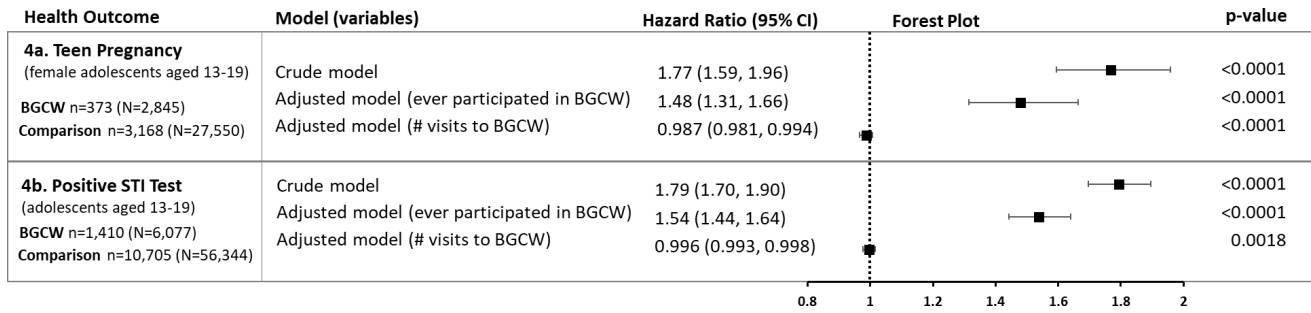 Health Outcome Model (variables) Hazard Ratio (95% CI) Forest Plot p-value
4a. Teen Pregnancy
(female adolescents aged 13-19) Crude model 1.77 (1.59, 1.96) <0.0001
BGCW n=373 (N=2,845) Adjusted model (ever participated in BGCW) 1.48 (1.31, 1.66) <0.0001
Comparison n=3,168 (N=27,550) Adjusted model (# visits to BGCW) 0.987 (0.981, 0.994) <0.0001
4b. Positive STI Test Crude model 1.79 (1.70, 1.90) <0.0001
(adolescents aged 13-19) Adjusted model (ever participated in BGCW) 1.54 (1.44, 1.64) <0.0001
BGCW n=1,410 (N=6,077) Adjusted model (# visits to BGCW) 0.996 (0.993, 0.998) 0.0018
Comparison n=10,705 (N=56,344)
0.8 1 1.2 1.4 1.6 1.8 2